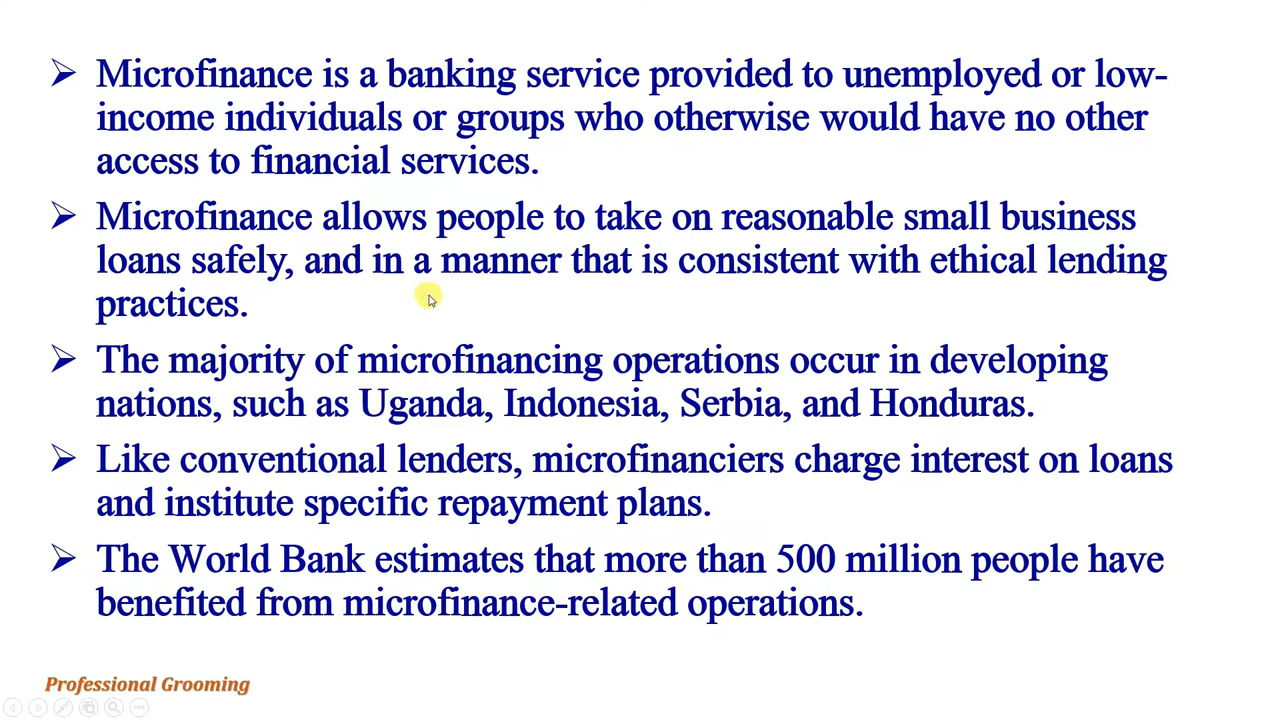 Microfinance is a banking service provided to unemployed or low-
income individuals or groups who otherwise would have no other
access to financial services.
Microfinance allows people to take on reasonable small business
loans safely, and in a manner that is consistent with ethical lending
practices.
The majority of microfinancing operations occur in developing
nations, such as Uganda, Indonesia, Serbia, and Honduras.
Like conventional lenders, microfinanciers charge interest on loans
and institute specific repayment plans.
The World Bank estimates that more than 500 million people have
benefited from microfinance-related operations.
Professional Grooming